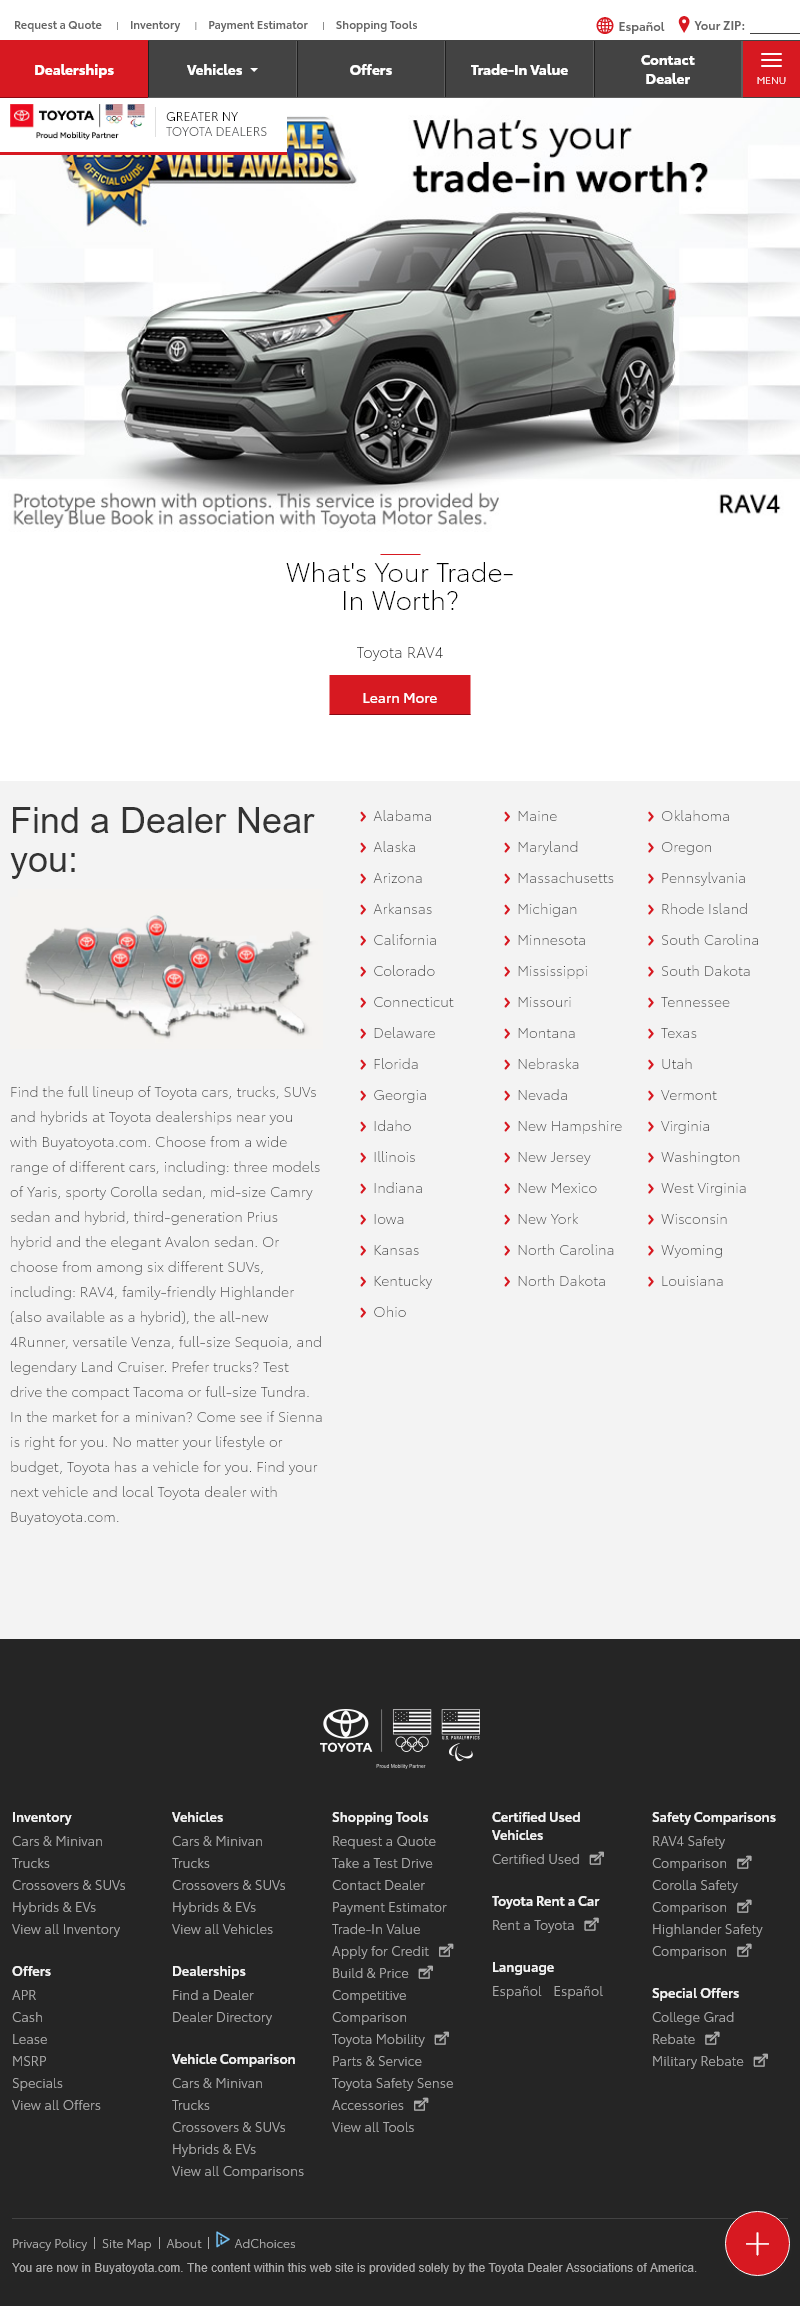 Request a Quote
Inventory
Payment Estimator
Shopping Tools
Español
Your ZIP:
Dealerships
Vehicles
Offers
Trade-In Value
Contact
Dealer
MENU
TOYOTA
Proud Mobility Partner
GREATER NY
TOYOTA DEALERS
ALE
VALUE AWARDS
OFFICIAL GUIDE
What's your
trade-in worth?
Prototype shown with options. This service is provided by
Kelley Blue Book in association with Toyota Motor Sales.
RAV4
What's Your Trade-
In Worth?
Toyota RAV4
Learn More
Find a Dealer Near
you:
Find the full lineup of Toyota cars, trucks, SUVs
and hybrids at Toyota dealerships near you
with Buyatoyota.com. Choose from a wide
range of different cars, including: three models
of Yaris, sporty Corolla sedan, mid-size Camry
sedan and hybrid, third-generation Prius
hybrid and the elegant Avalon sedan. Or
choose from among six different SUVs,
including: RAV4, family-friendly Highlander
(also available as a hybrid), the all-new
4Runner, versatile Venza, full-size Sequoia, and
legendary Land Cruiser. Prefer trucks? Test
drive the compact Tacoma or full-size Tundra.
In the market for a minivan? Come see if Sienna
is right for you. No matter your lifestyle or
budget, Toyota has a vehicle for you. Find your
next vehicle and local Toyota dealer with
Buyatoyota.com.
Alabama
Alaska
Arizona
Arkansas
California
Colorado
Connecticut
Delaware
Florida
Georgia
Idaho
Illinois
Indiana
Iowa
Kansas
Kentucky
Ohio
Maine
Maryland
Massachusetts
Michigan
Minnesota
Mississippi
Missouri
Montana
Nebraska
Nevada
New Hampshire
New Jersey
New Mexico
New York
North Carolina
North Dakota
Oklahoma
Oregon
Pennsylvania
Rhode Island
South Carolina
South Dakota
Tennessee
Texas
Utah
Vermont
Virginia
Washington
West Virginia
Wisconsin
Wyoming
Louisiana
TOYOTA
U.S. PARALYMPICS
Proud Mobility Partner
Inventory
Cars & Minivan
Trucks
Crossovers & SUVs
Hybrids & EVs
View all Inventory
Offers
APR
Cash
Lease
MSRP
Specials
View all Offers
Vehicles
Cars & Minivan
Trucks
Crossovers & SUVs
Hybrids & EVs
View all Vehicles
Dealerships
Find a Dealer
Dealer Directory
Vehicle Comparison
Cars & Minivan
Trucks
Crossovers & SUVs
Hybrids & EVs
View all Comparisons
Shopping Tools
Request a Quote
Take a Test Drive
Contact Dealer
Payment Estimator
Trade-In Value
Apply for Credit
Build & Price
Competitive
Comparison
Toyota Mobility
Parts & Service
Toyota Safety Sense
Accessories
View all Tools
Certified Used
Vehicles
Certified Used
Toyota Rent a Car
Rent a Toyota
Language
Español Español
Safety Comparisons
RAV4 Safety
Comparison
Corolla Safety
Comparison
Highlander Safety
Comparison
Special Offers
College Grad
Rebate
Military Rebate
Privacy Policy | Site Map | About | AdChoices
You are now in Buyatoyota.com. The content within this web site is provided solely by the Toyota Dealer Associations of America.